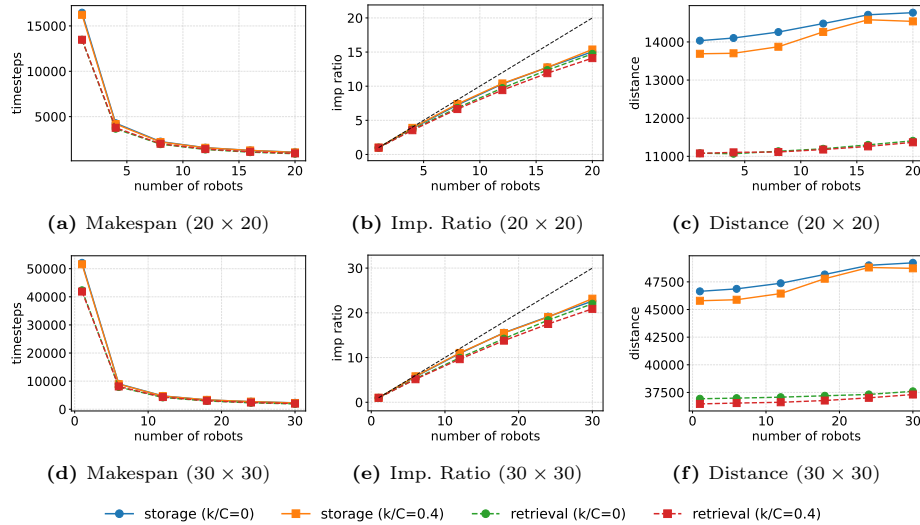 15000
10000
5000
timesteps
5 10 15 20
number of robots
20
15
10
5
0
imp ratio
5 10 15 20
number of robots
14000
13000
12000
11000
distance
5 10 15 20
number of robots
(a) Makespan (20 × 20)
(b) Imp. Ratio (20 × 20)
(c) Distance (20 × 20)
50000
40000
30000
20000
10000
0
timesteps
0 10 20 30
number of robots
30
20
10
0
imp ratio
0 10 20 30
number of robots
47500
45000
42500
40000
37500
distance
0 10 20 30
number of robots
(d) Makespan (30 × 30)
(e) Imp. Ratio (30 × 30)
(f) Distance (30 × 30)
storage (k/C=0) storage (k/C=0.4) retrieval (k/C=0) retrieval (k/C=0.4)